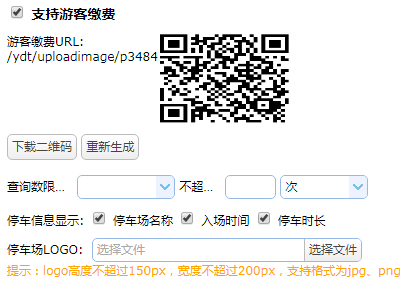 支持游客缴费
游客缴费URL:
/ydt/uploadimage/p3484
下载二维码 重新生成
查询数限... 不超... 次
停车信息显示: 停车场名称 入场时间 停车时长
停车场LOGO: 选择文件 选择文件
提示：logo高度不超过150px，宽度不超过200px，支持格式为jpg、png